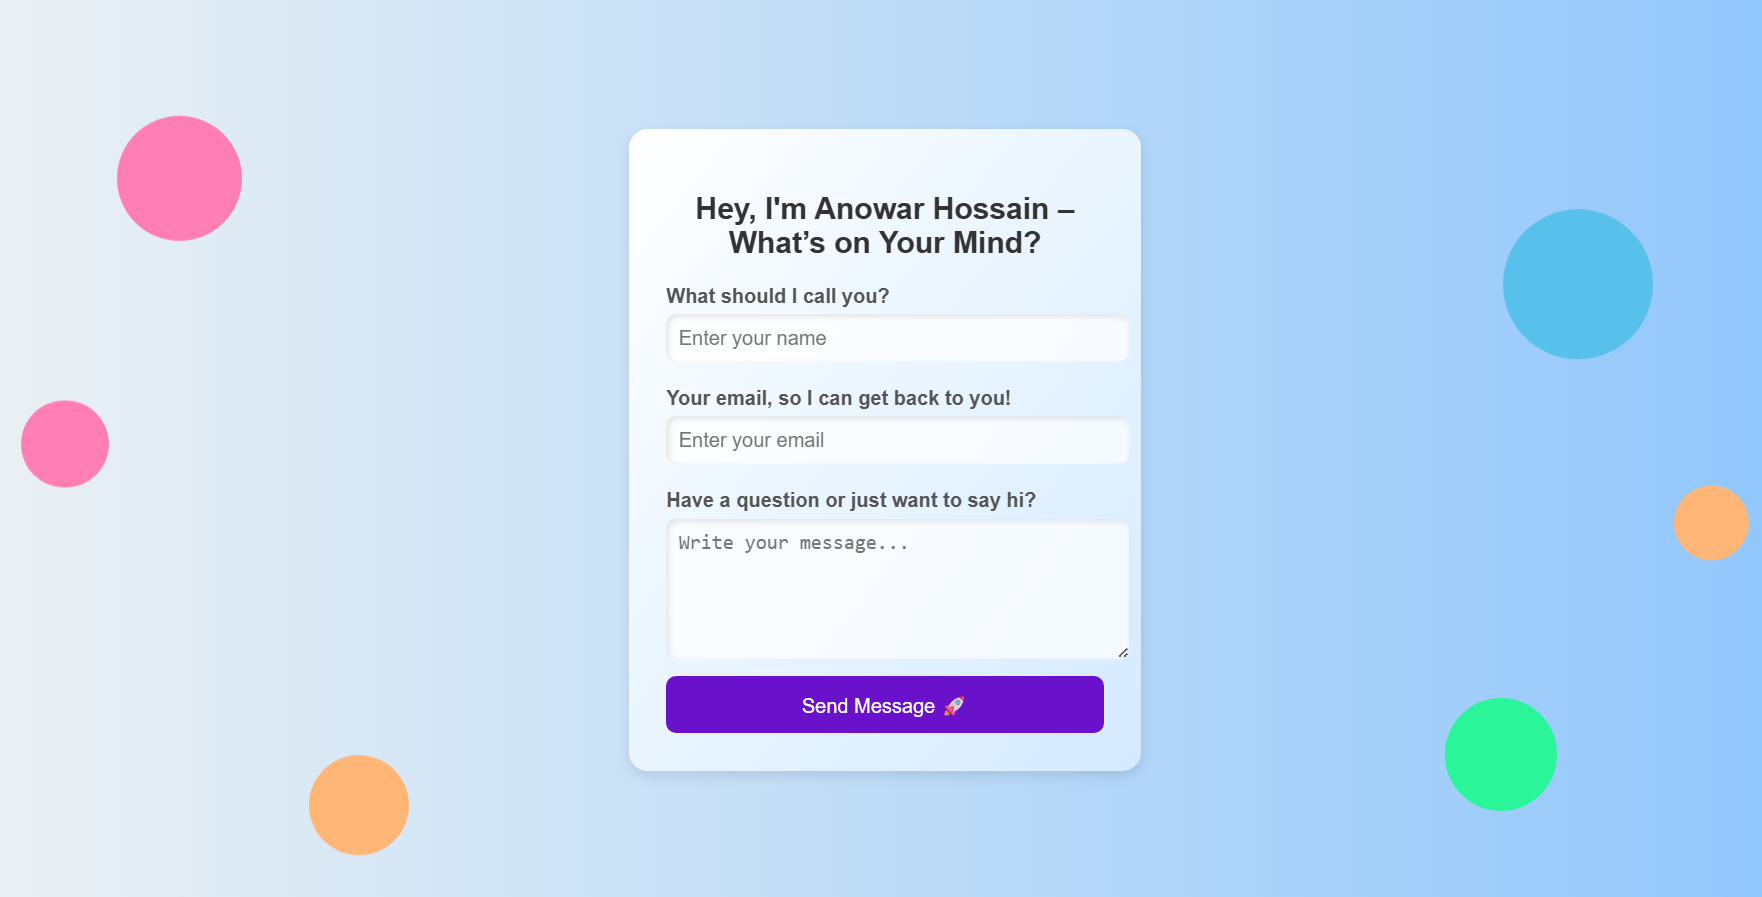 Hey, I'm Anowar Hossain –
What’s on Your Mind?
What should I call you?
Enter your name
Your email, so I can get back to you!
Enter your email
Have a question or just want to say hi?
Write your message...
Send Message 🚀